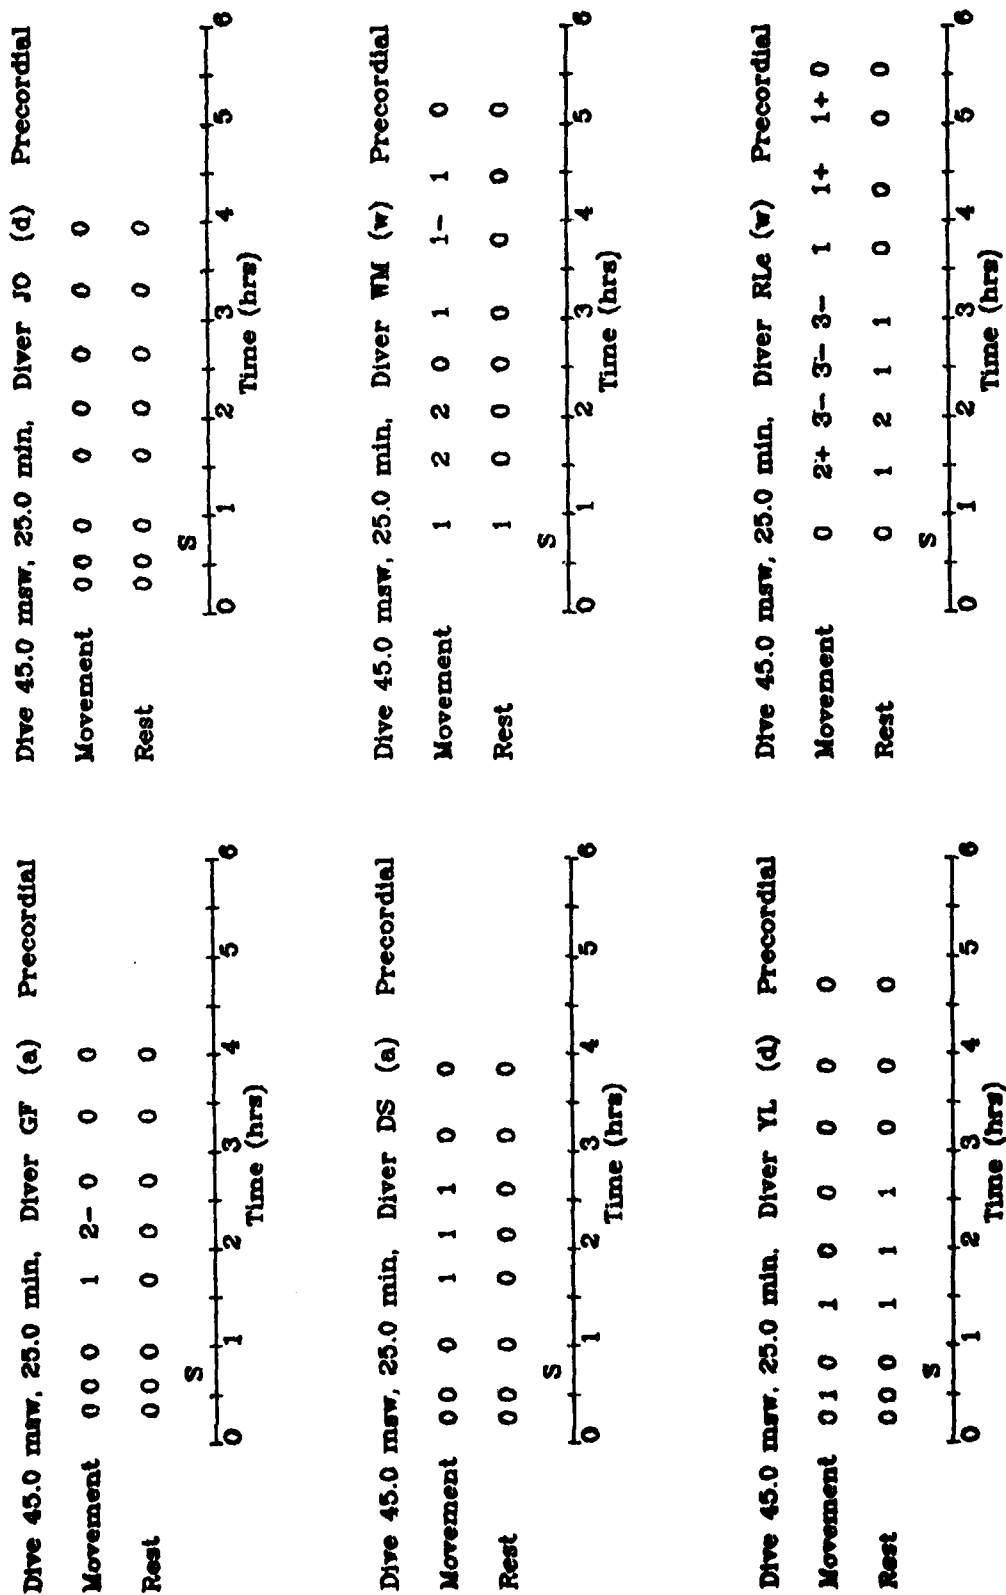 Dive 45.0 msw, 25.0 min, Diver GF (a) Precordial
Movement 0 0 0 1 2- 0 0 0
Rest 0 0 0 0 0 0 0 0
S
0 1 2 3 4 5 6
Time (hrs)
Dive 45.0 msw, 25.0 min, Diver JO (d) Precordial
Movement 0 0 0 0 0 0 0 0
Rest 0 0 0 0 0 0 0 0
S
0 1 2 3 4 5 6
Time (hrs)
Dive 45.0 msw, 25.0 min, Diver DS (a) Precordial
Movement 0 0 0 1 1 1 0 0
Rest 0 0 0 0 0 0 0 0
S
0 1 2 3 4 5 6
Time (hrs)
Dive 45.0 msw, 25.0 min, Diver WM (w) Precordial
Movement 1 2 2 0 1 1- 1 0
Rest 1 0 0 0 0 0 0 0
S
0 1 2 3 4 5 6
Time (hrs)
Dive 45.0 msw, 25.0 min, Diver YL (d) Precordial
Movement 0 1 0 1 0 0 0 0 0
Rest 0 0 0 1 1 1 0 0 0
S
0 1 2 3 4 5 6
Time (hrs)
Dive 45.0 msw, 25.0 min, Diver RLe (w) Precordial
Movement 0 2+ 3- 3- 3- 1 1+ 1+ 0
Rest 0 1 2 1 1 0 0 0 0
S
0 1 2 3 4 5 6
Time (hrs)